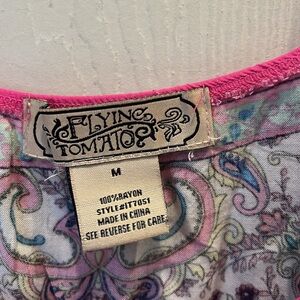 FLYING
TOMATO
M
100%RAYON
STYLE#IT7051
MADE IN CHINA
SEE REVERSE FOR CARE